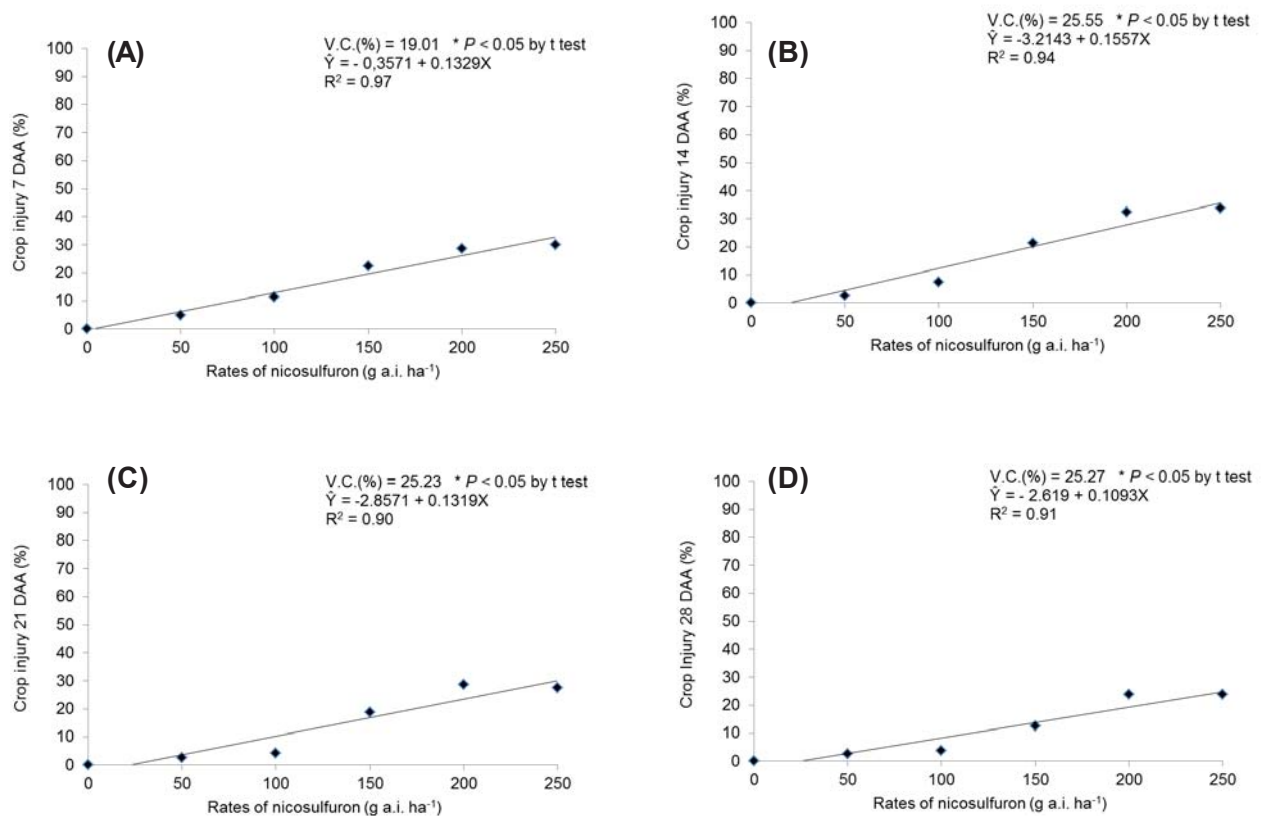 (A)
V.C.(%) = 19.01 * P < 0.05 by t test
Ŷ = - 0,3571 + 0.1329X
R² = 0.97
Crop injury 7 DAA (%)
100
90
80
70
60
50
40
30
20
10
0
0 50 100 150 200 250
Rates of nicosulfuron (g a.i. ha⁻¹)
(B)
V.C.(%) = 25.55 * P < 0.05 by t test
Ŷ = -3.2143 + 0.1557X
R² = 0.94
Crop injury 14 DAA (%)
100
90
80
70
60
50
40
30
20
10
0
0 50 100 150 200 250
Rates of nicosulfuron (g a.i. ha⁻¹)
(C)
V.C.(%) = 25.23 * P < 0.05 by t test
Ŷ = -2.8571 + 0.1319X
R² = 0.90
Crop injury 21 DAA (%)
100
90
80
70
60
50
40
30
20
10
0
0 50 100 150 200 250
Rates of nicosulfuron (g a.i. ha⁻¹)
(D)
V.C.(%) = 25.27 * P < 0.05 by t test
Ŷ = - 2.619 + 0.1093X
R² = 0.91
Crop Injury 28 DAA (%)
100
90
80
70
60
50
40
30
20
10
0
0 50 100 150 200 250
Rates of nicosulfuron (g a.i. ha⁻¹)